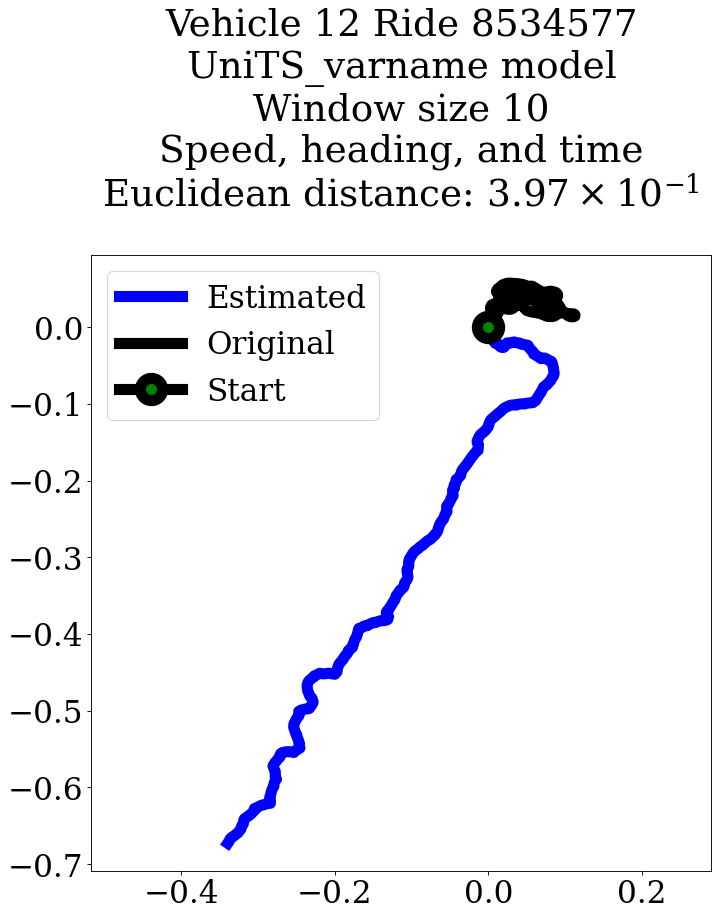 Vehicle 12 Ride 8534577
UniTS_varname model
Window size 10
Speed, heading, and time
Euclidean distance: 3.97 × 10⁻¹
Estimated
Original
Start
0.0
−0.1
−0.2
−0.3
−0.4
−0.5
−0.6
−0.7
−0.4 −0.2 0.0 0.2